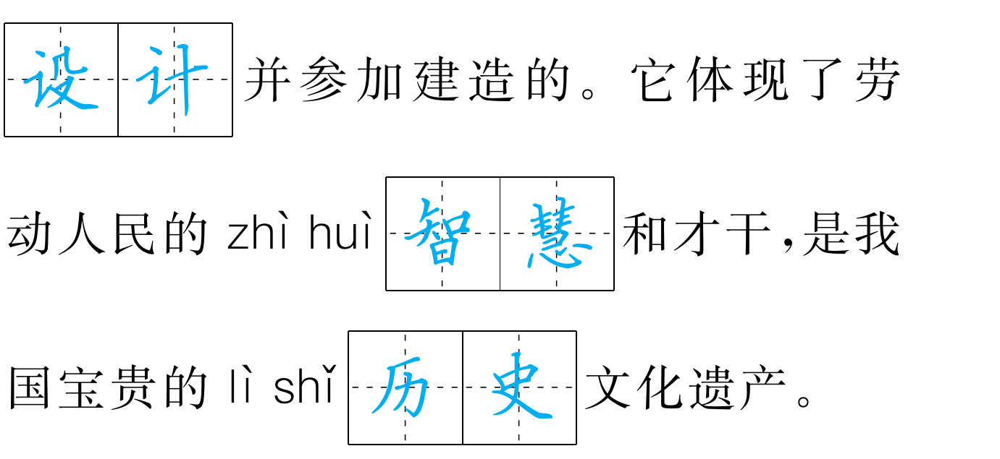 设计并参加建造的。它体现了劳
动人民的 zhì huì 智慧和才干，是我
国宝贵的 lì shǐ 历史文化遗产。